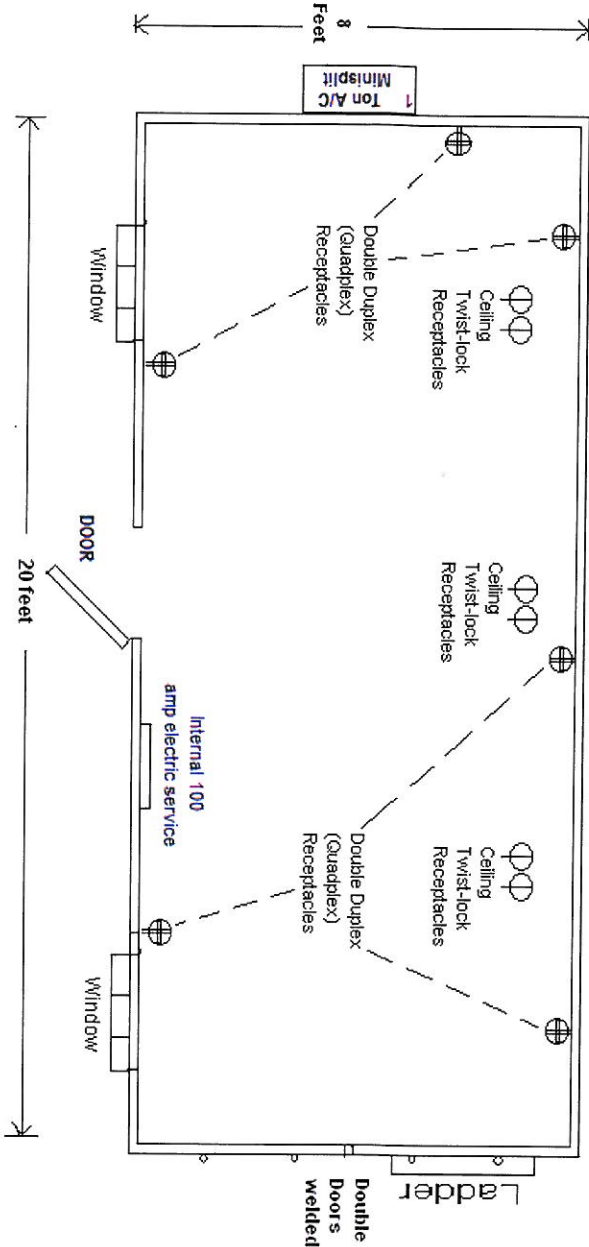 8
Feet
1
Ton A/C
Minisplit
Double Duplex
(Quadplex)
Receptacles
Ceiling
Twist-lock
Receptacles
Window
DOOR
20 feet
Ceiling
Twist-lock
Receptacles
Internal 100
amp electric service
Double Duplex
(Quadplex)
Receptacles
Ceiling
Twist-lock
Receptacles
Window
Double
Doors
welded
Ladder